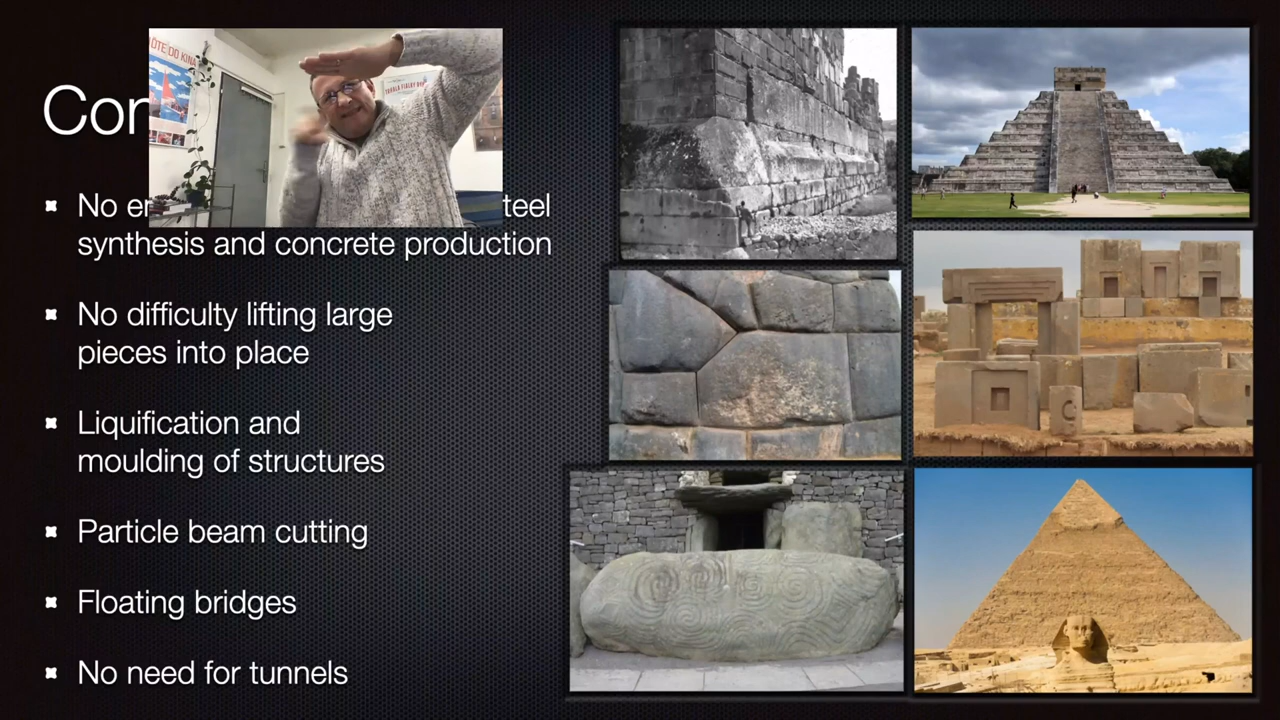 Con
No en
teel
synthesis and concrete production
No difficulty lifting large
pieces into place
Liquification and
moulding of structures
Particle beam cutting
Floating bridges
No need for tunnels